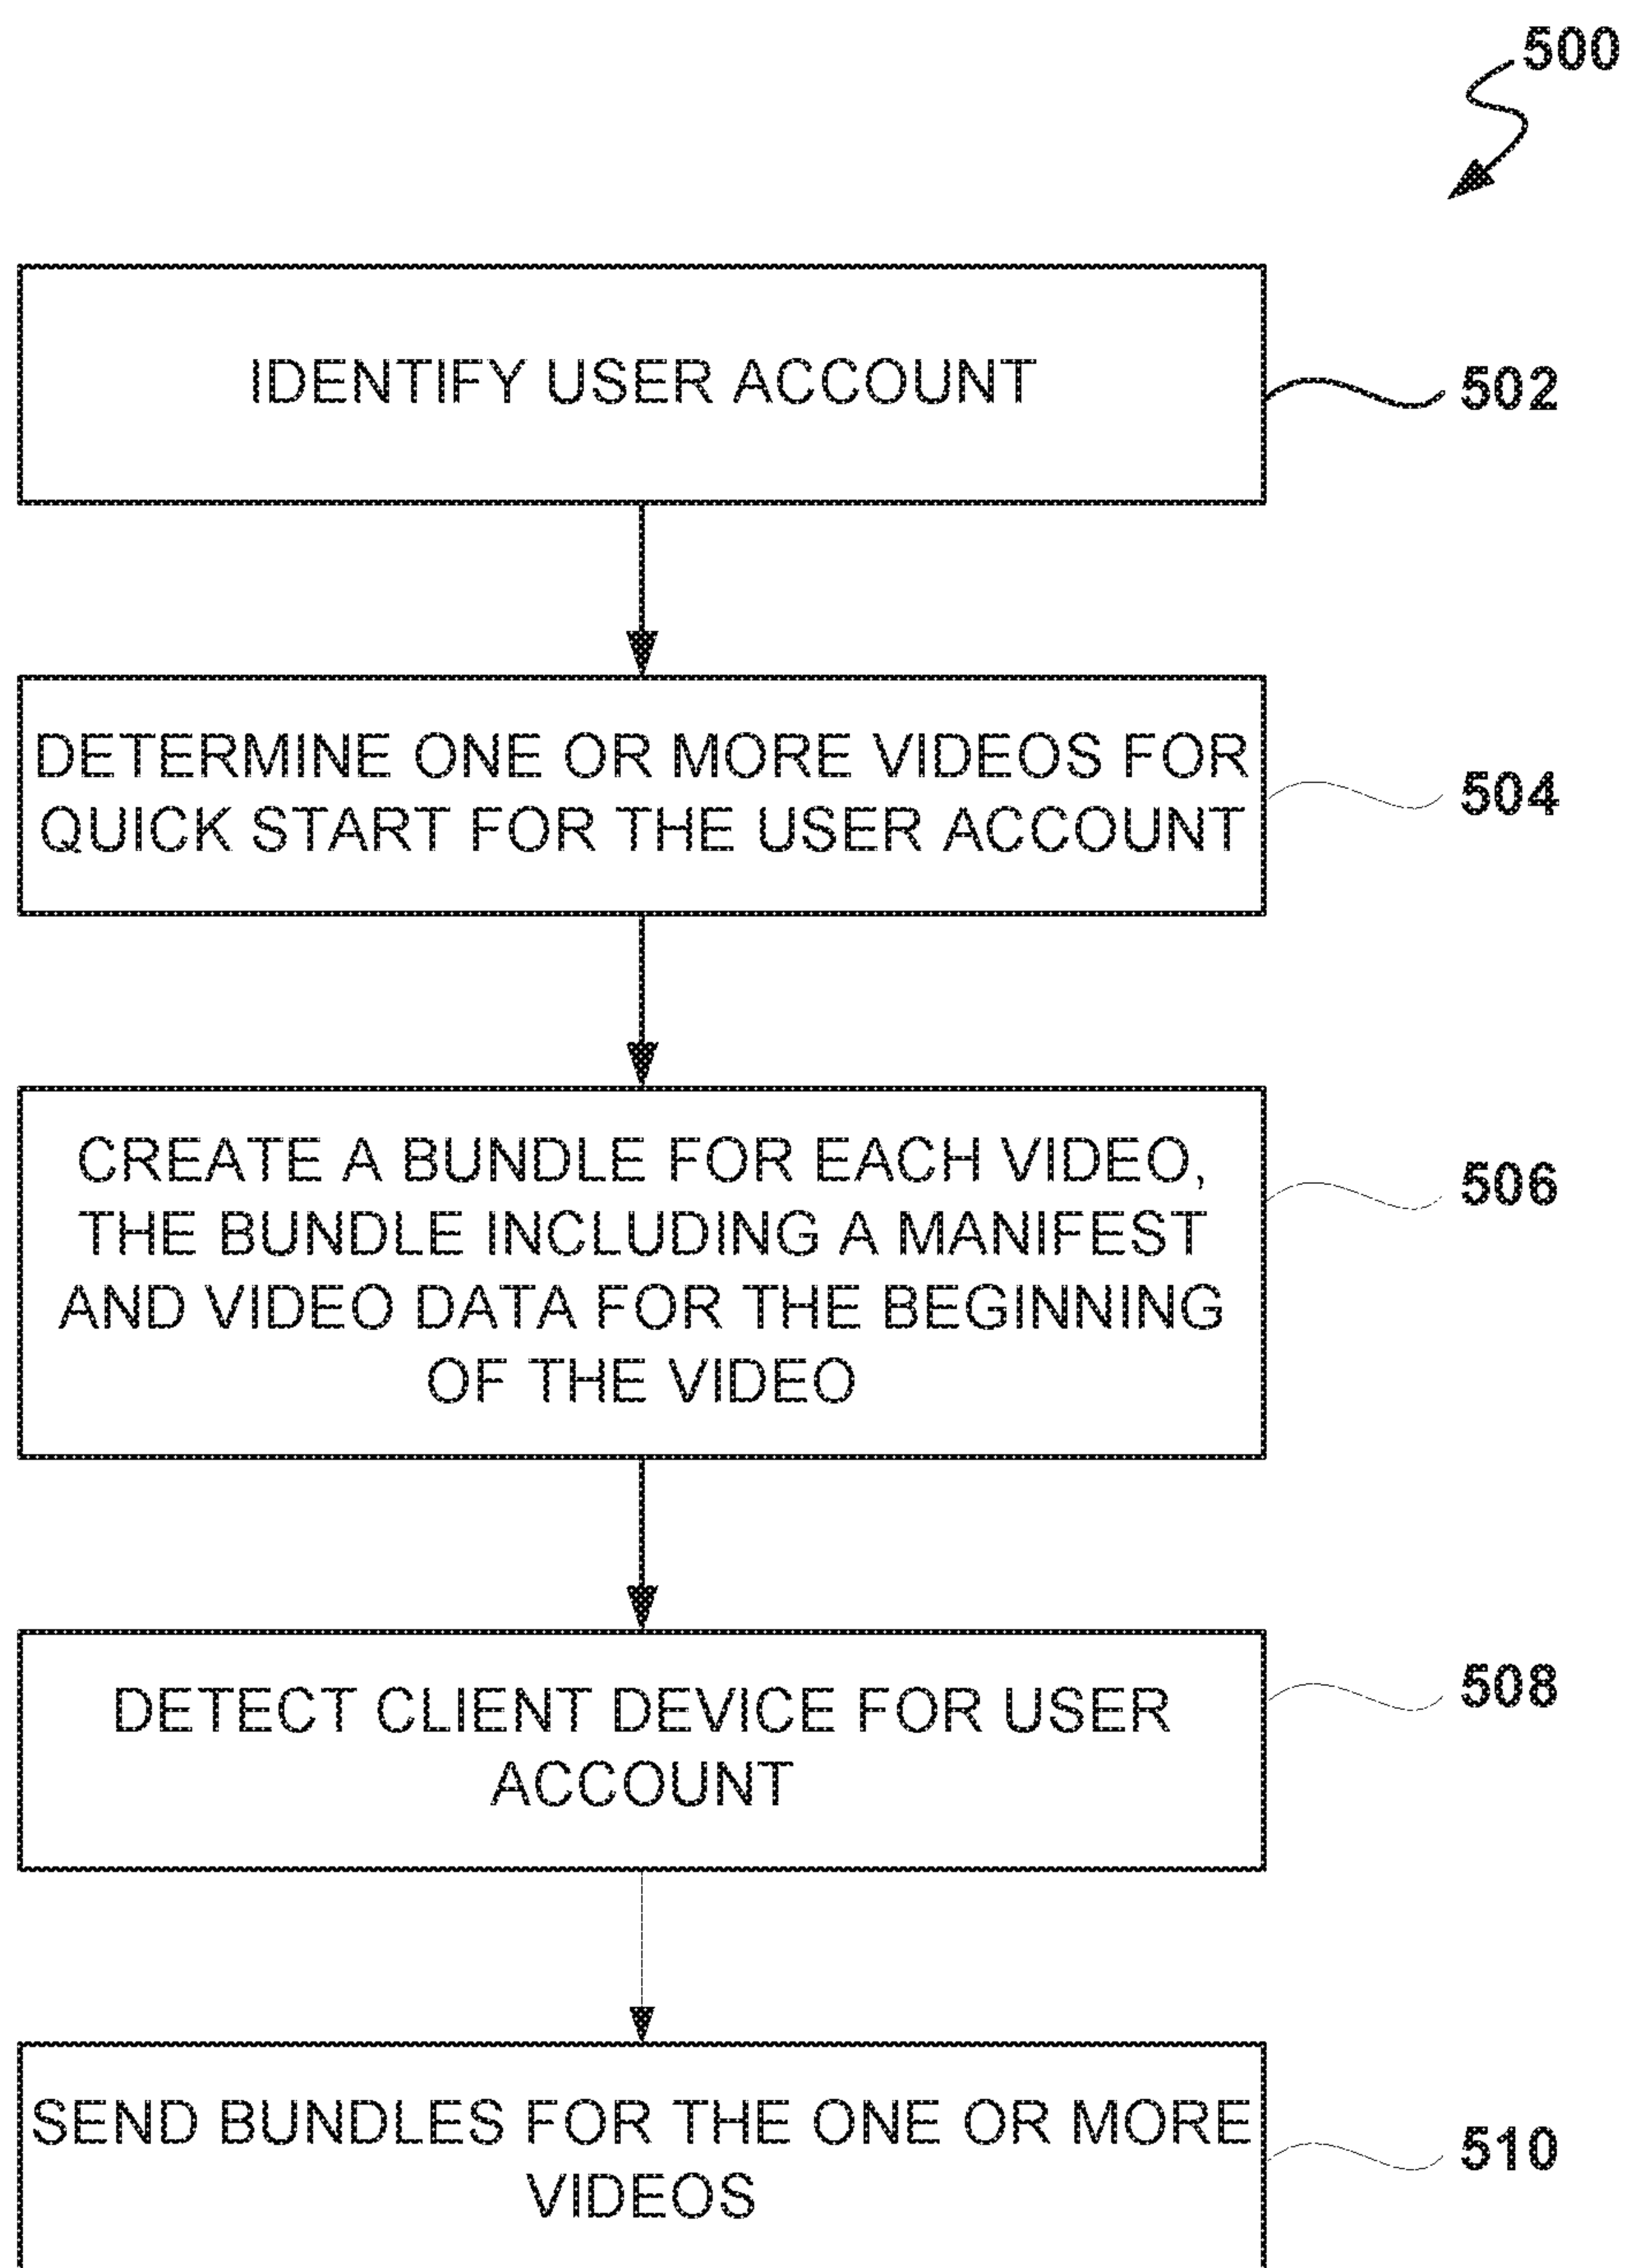 500
IDENTIFY USER ACCOUNT
502
DETERMINE ONE OR MORE VIDEOS FOR
QUICK START FOR THE USER ACCOUNT
504
CREATE A BUNDLE FOR EACH VIDEO,
THE BUNDLE INCLUDING A MANIFEST
AND VIDEO DATA FOR THE BEGINNING
OF THE VIDEO
506
DETECT CLIENT DEVICE FOR USER
ACCOUNT
508
SEND BUNDLES FOR THE ONE OR MORE
VIDEOS
510